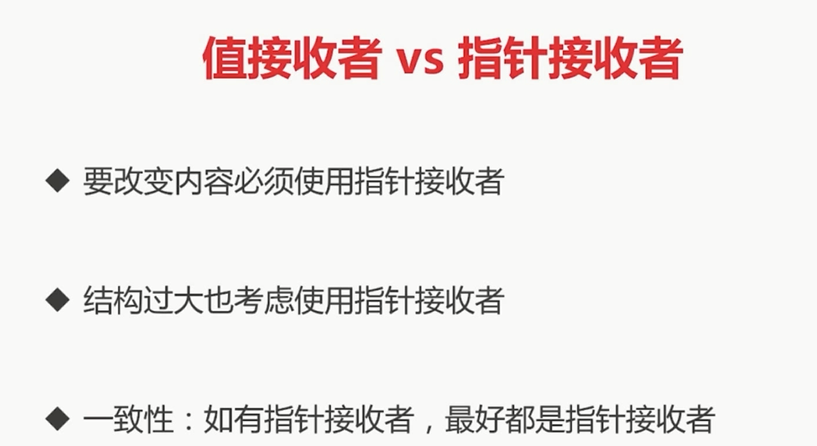 值接收者 vs 指针接收者
◆ 要改变内容必须使用指针接收者
◆ 结构过大也考虑使用指针接收者
◆ 一致性：如有指针接收者，最好都是指针接收者